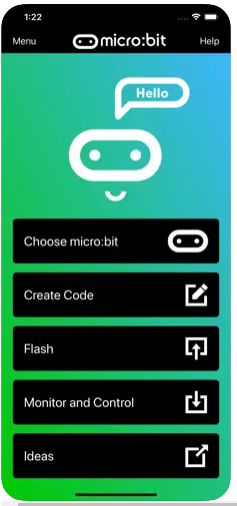 1:22
Menu micro:bit Help
Hello
Choose micro:bit
Create Code
Flash
Monitor and Control
Ideas